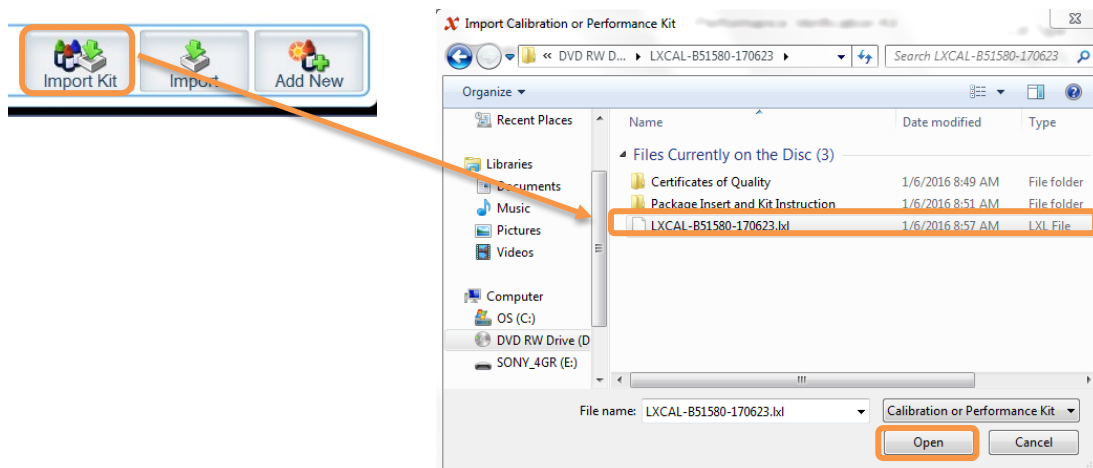 Import Kit
Import
Add New
Import Calibration or Performance Kit
« DVD RW D... LXCAL-B51580-170623
Search LXCAL-B51580-170623
Organize
Recent Places
Libraries
Documents
Music
Pictures
Videos
Computer
OS (C:)
DVD RW Drive (D
SONY_4GR (E:)
Name Date modified Type
Files Currently on the Disc (3)
Certificates of Quality 1/6/2016 8:49 AM File folder
Package Insert and Kit Instruction 1/6/2016 8:51 AM File folder
LXCAL-B51580-170623.lxl 1/6/2016 8:57 AM LXL File
File name: LXCAL-B51580-170623.lxl Calibration or Performance Kit
Open Cancel